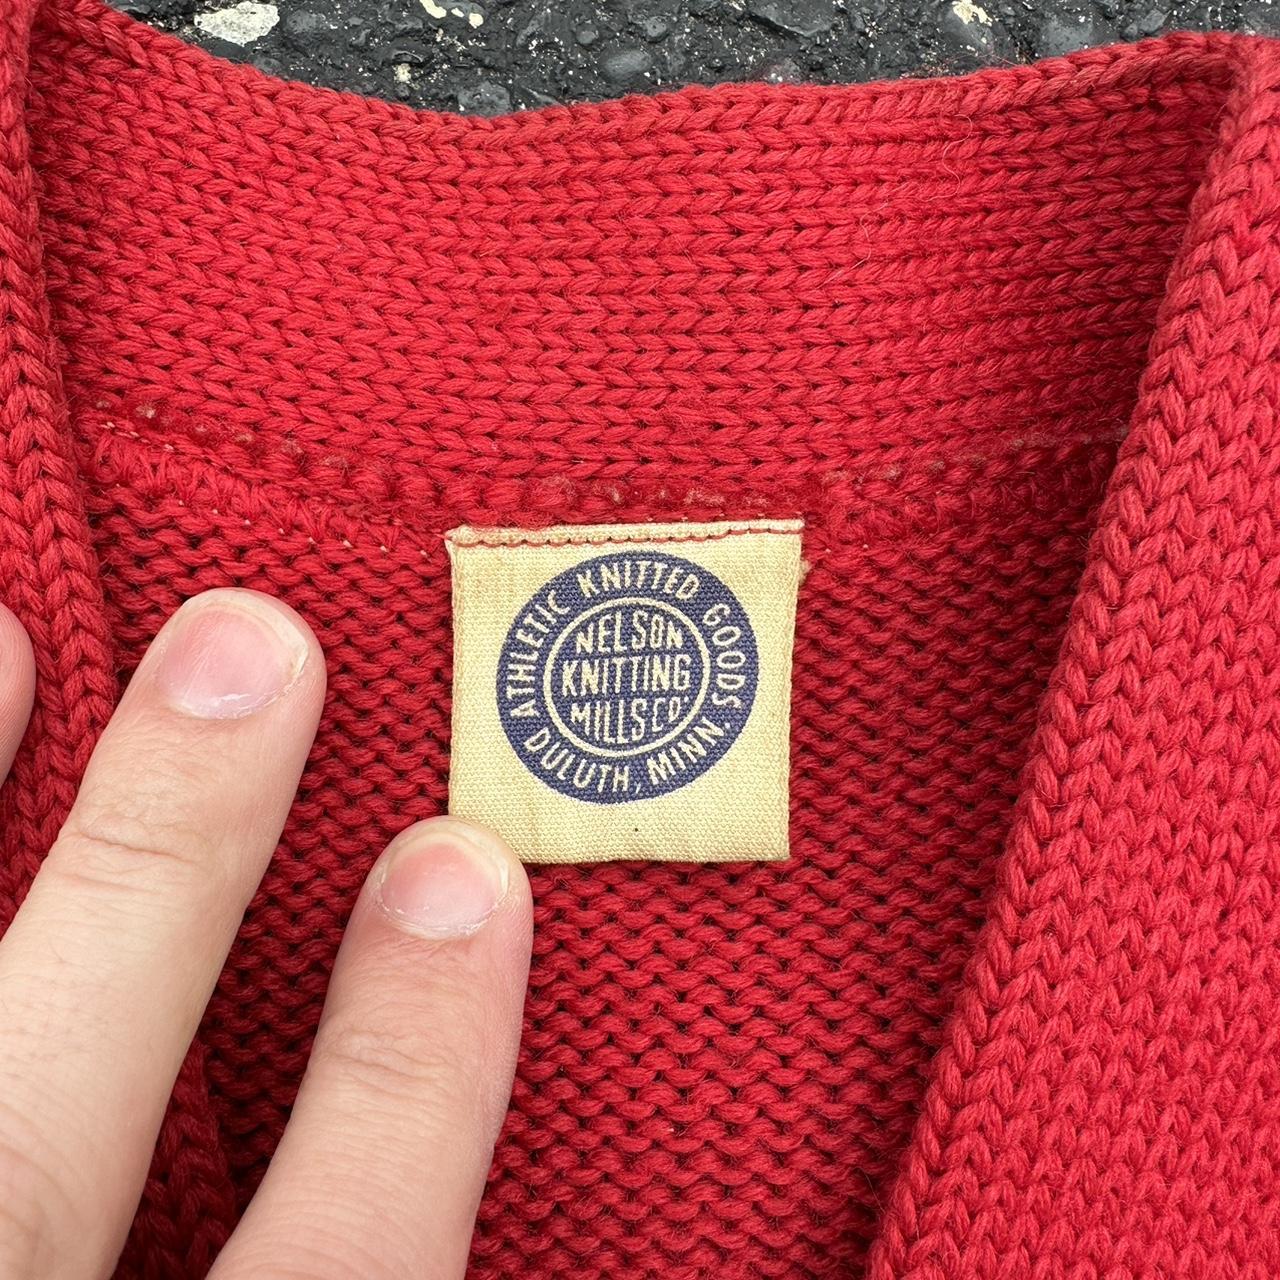 ATHLETIC KNITTED GOODS
NELSON
KNITTING
MILLS CO
DULUTH, MINN